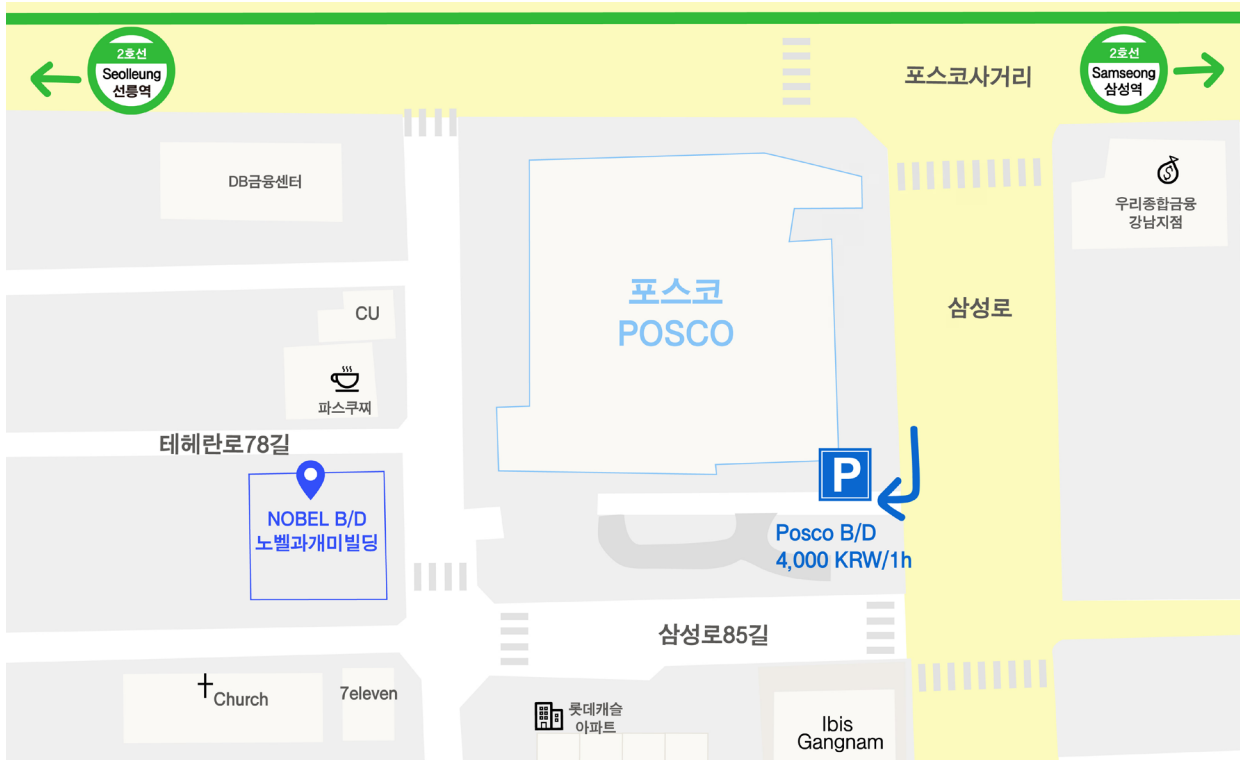 2호선
Seolleung
선릉역
포스코사거리
2호선
Samseong
삼성역
DB금융센터
우리종합금융
강남지점
CU
포스코
POSCO
삼성로
파스쿠찌
테헤란로78길
P
NOBEL B/D
노벨과개미빌딩
Posco B/D
4,000 KRW/1h
삼성로85길
Church
7eleven
롯데캐슬
아파트
Ibis
Gangnam